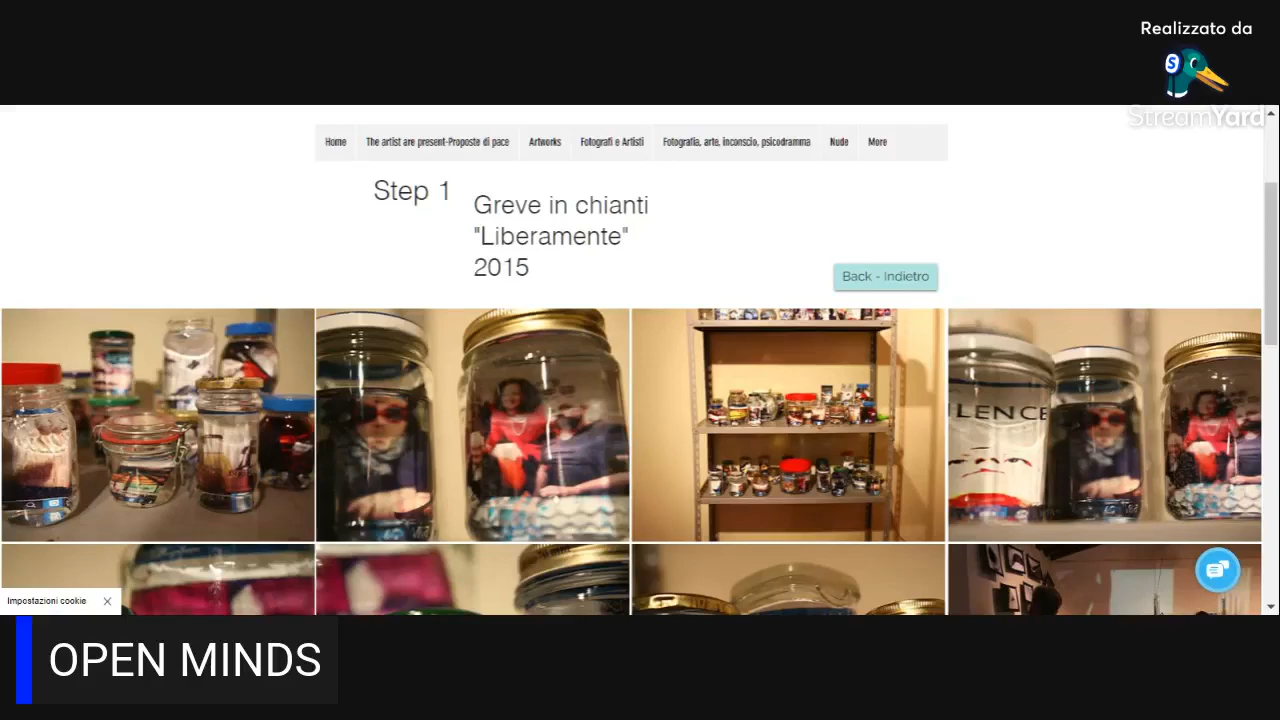 Realizzato da
S
StreamYard
Home
The artist are present-Proposte di pace
Artworks
Fotografi e Artisti
Fotografia, arte, inconscio, psicodramma
Nude
More
Step 1
Greve in chianti
"Liberamente"
2015
Back - Indietro
ILENCE
Impostazioni cookie
OPEN MINDS